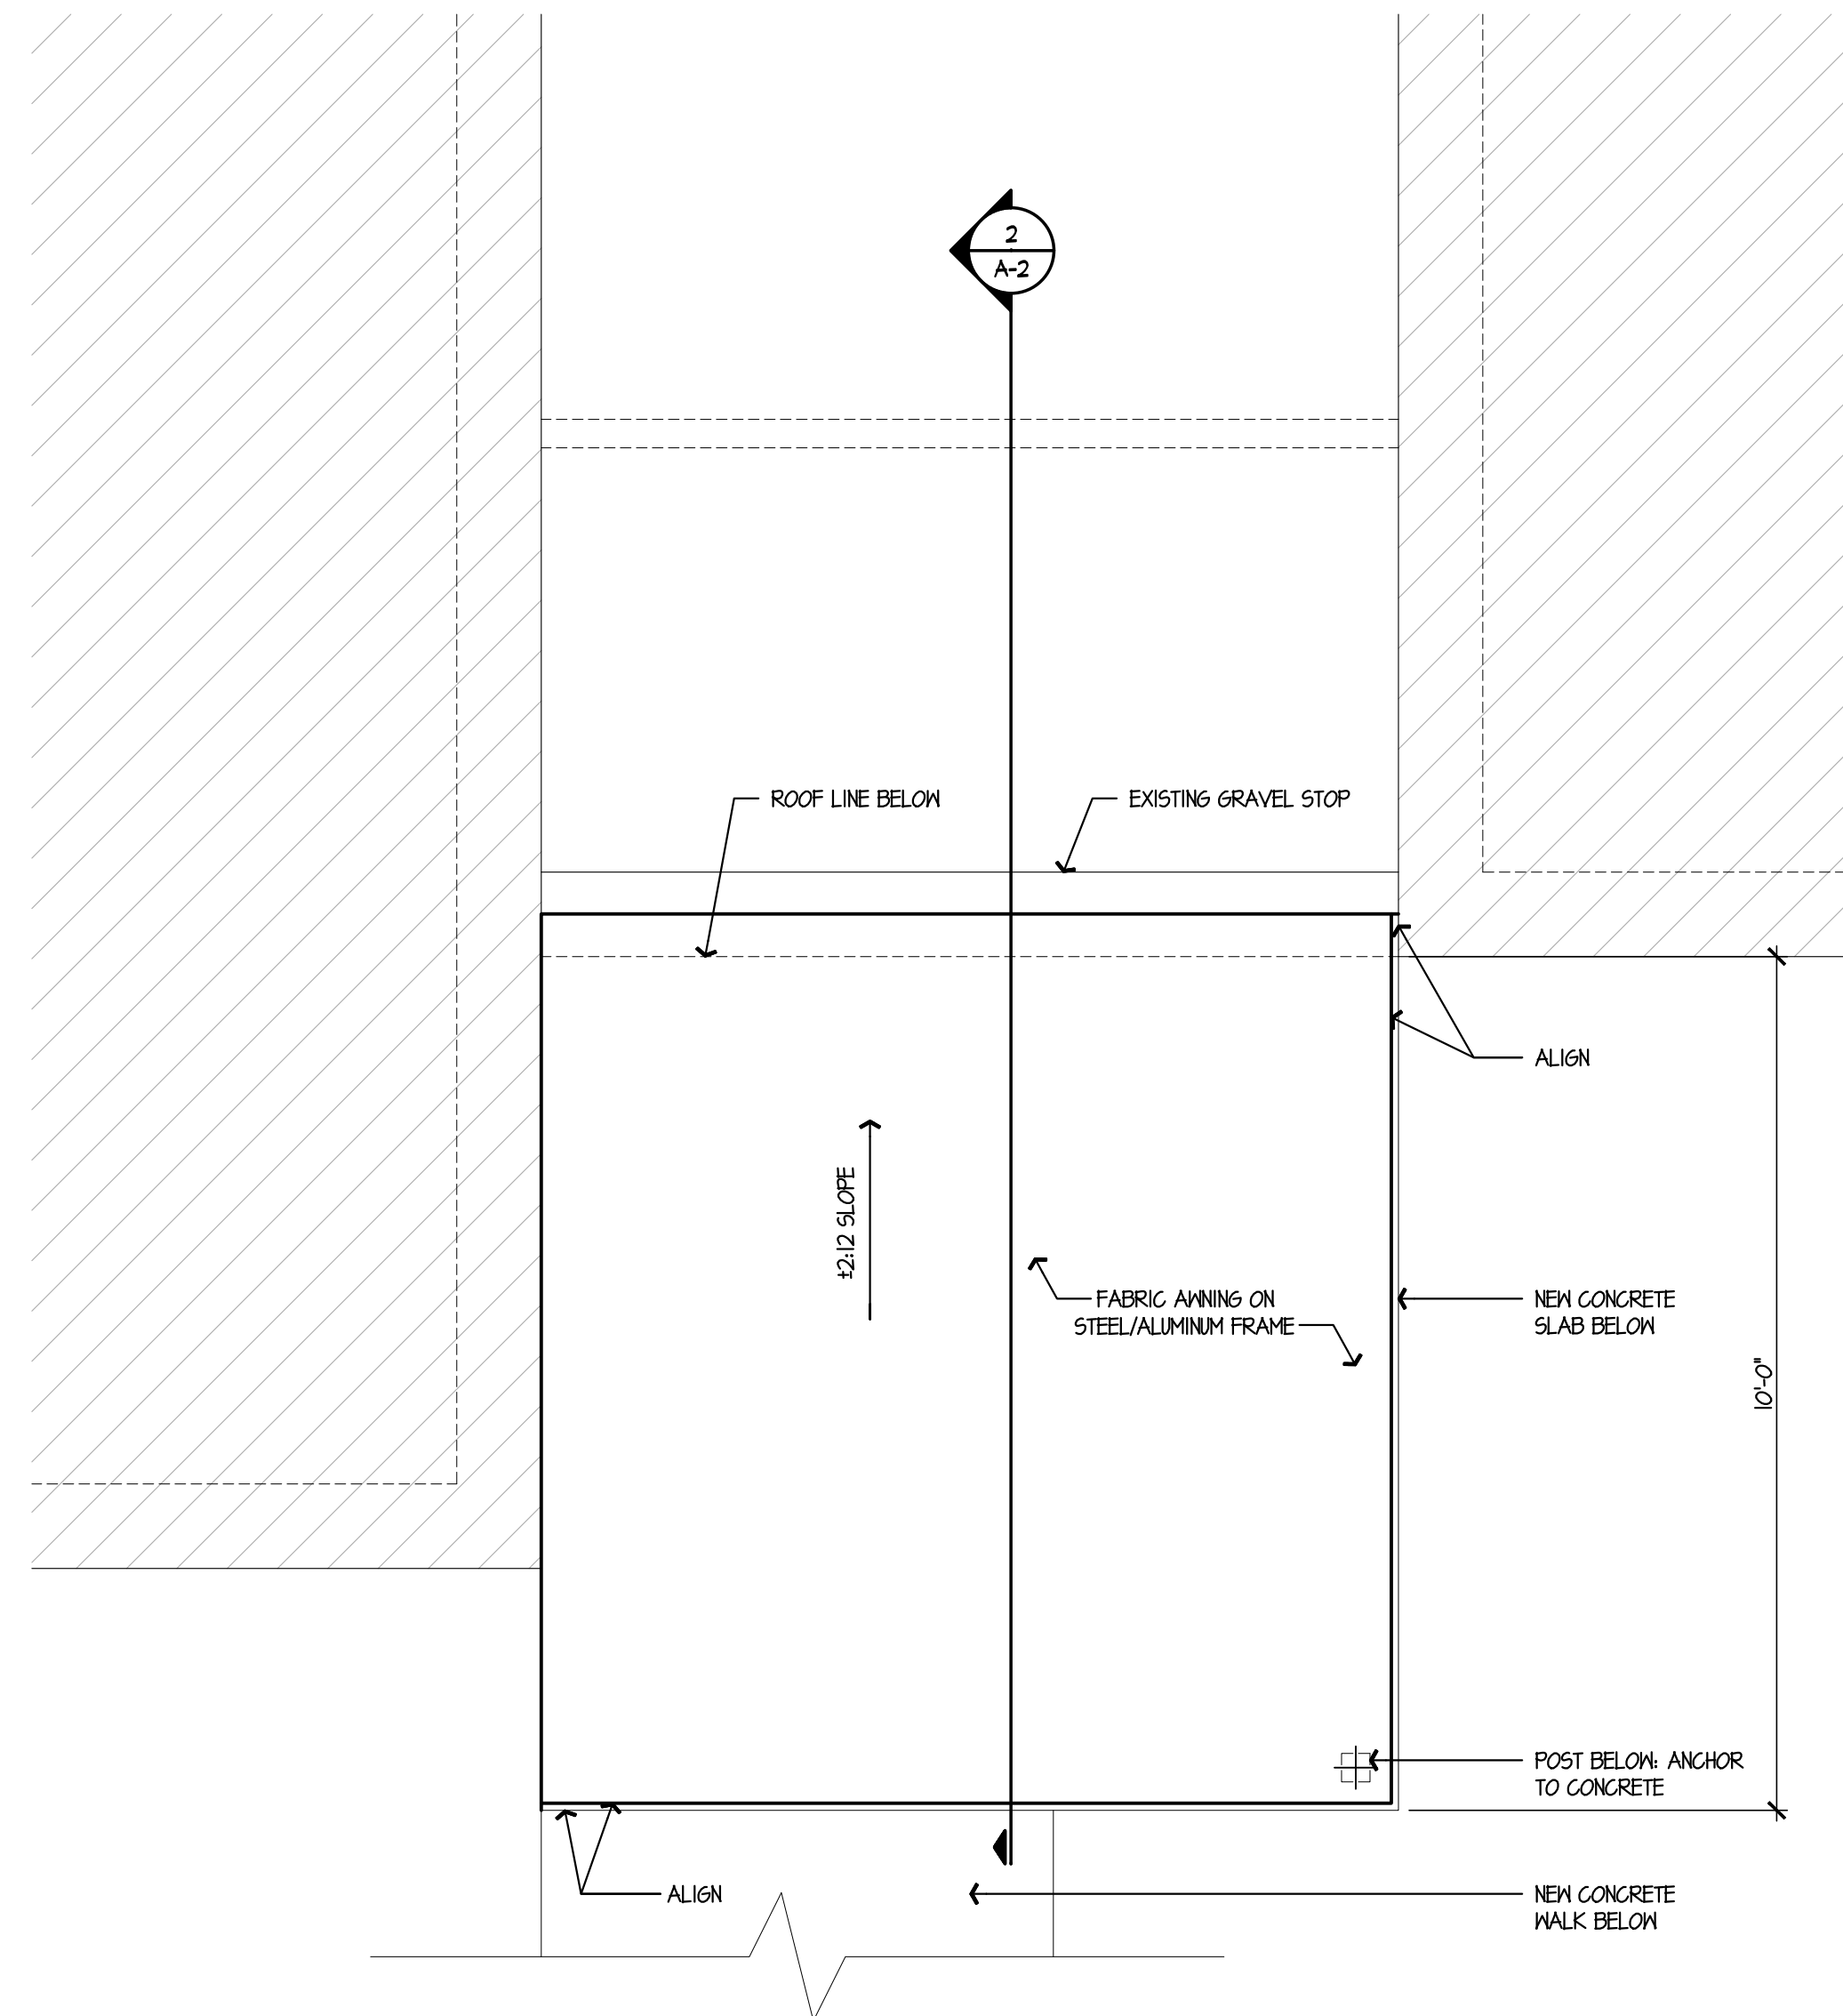 2
A-2
ROOF LINE BELOW
EXISTING GRAVEL STOP
ALIGN
±2:12 SLOPE
FABRIC AWNING ON
STEEL/ALUMINUM FRAME
NEW CONCRETE
SLAB BELOW
10'-0"
POST BELOW: ANCHOR
TO CONCRETE
ALIGN
NEW CONCRETE
WALK BELOW